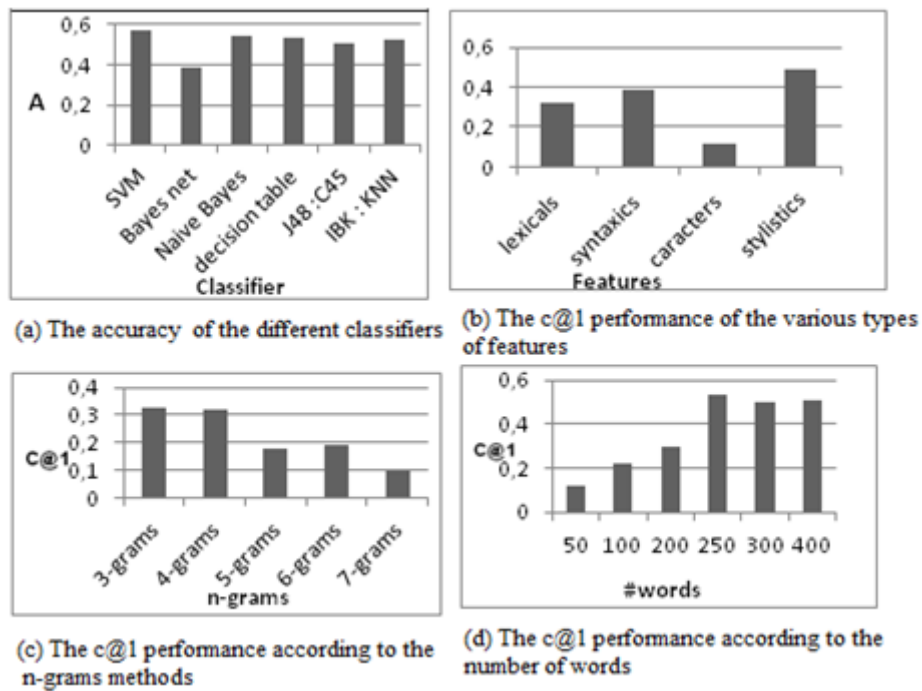 0,6
0,4
A 0,2
0
SVM
Bayes net
Naive Bayes
decision table
J48 :C45
IBK : KNN
Classifier
(a) The accuracy of the different classifiers
0,6
0,4
0,2
0
lexicals
syntaxics
caracters
stylistics
Features
(b) The c@1 performance of the various types
of features
0,4
0,3
0,2
C@1
0,1
0
3-grams
4-grams
5-grams
6-grams
7-grams
n-grams
(c) The c@1 performance according to the
n-grams methods
0,6
0,4
C@1
0,2
0
50 100 200 250 300 400
#words
(d) The c@1 performance according to the
number of words